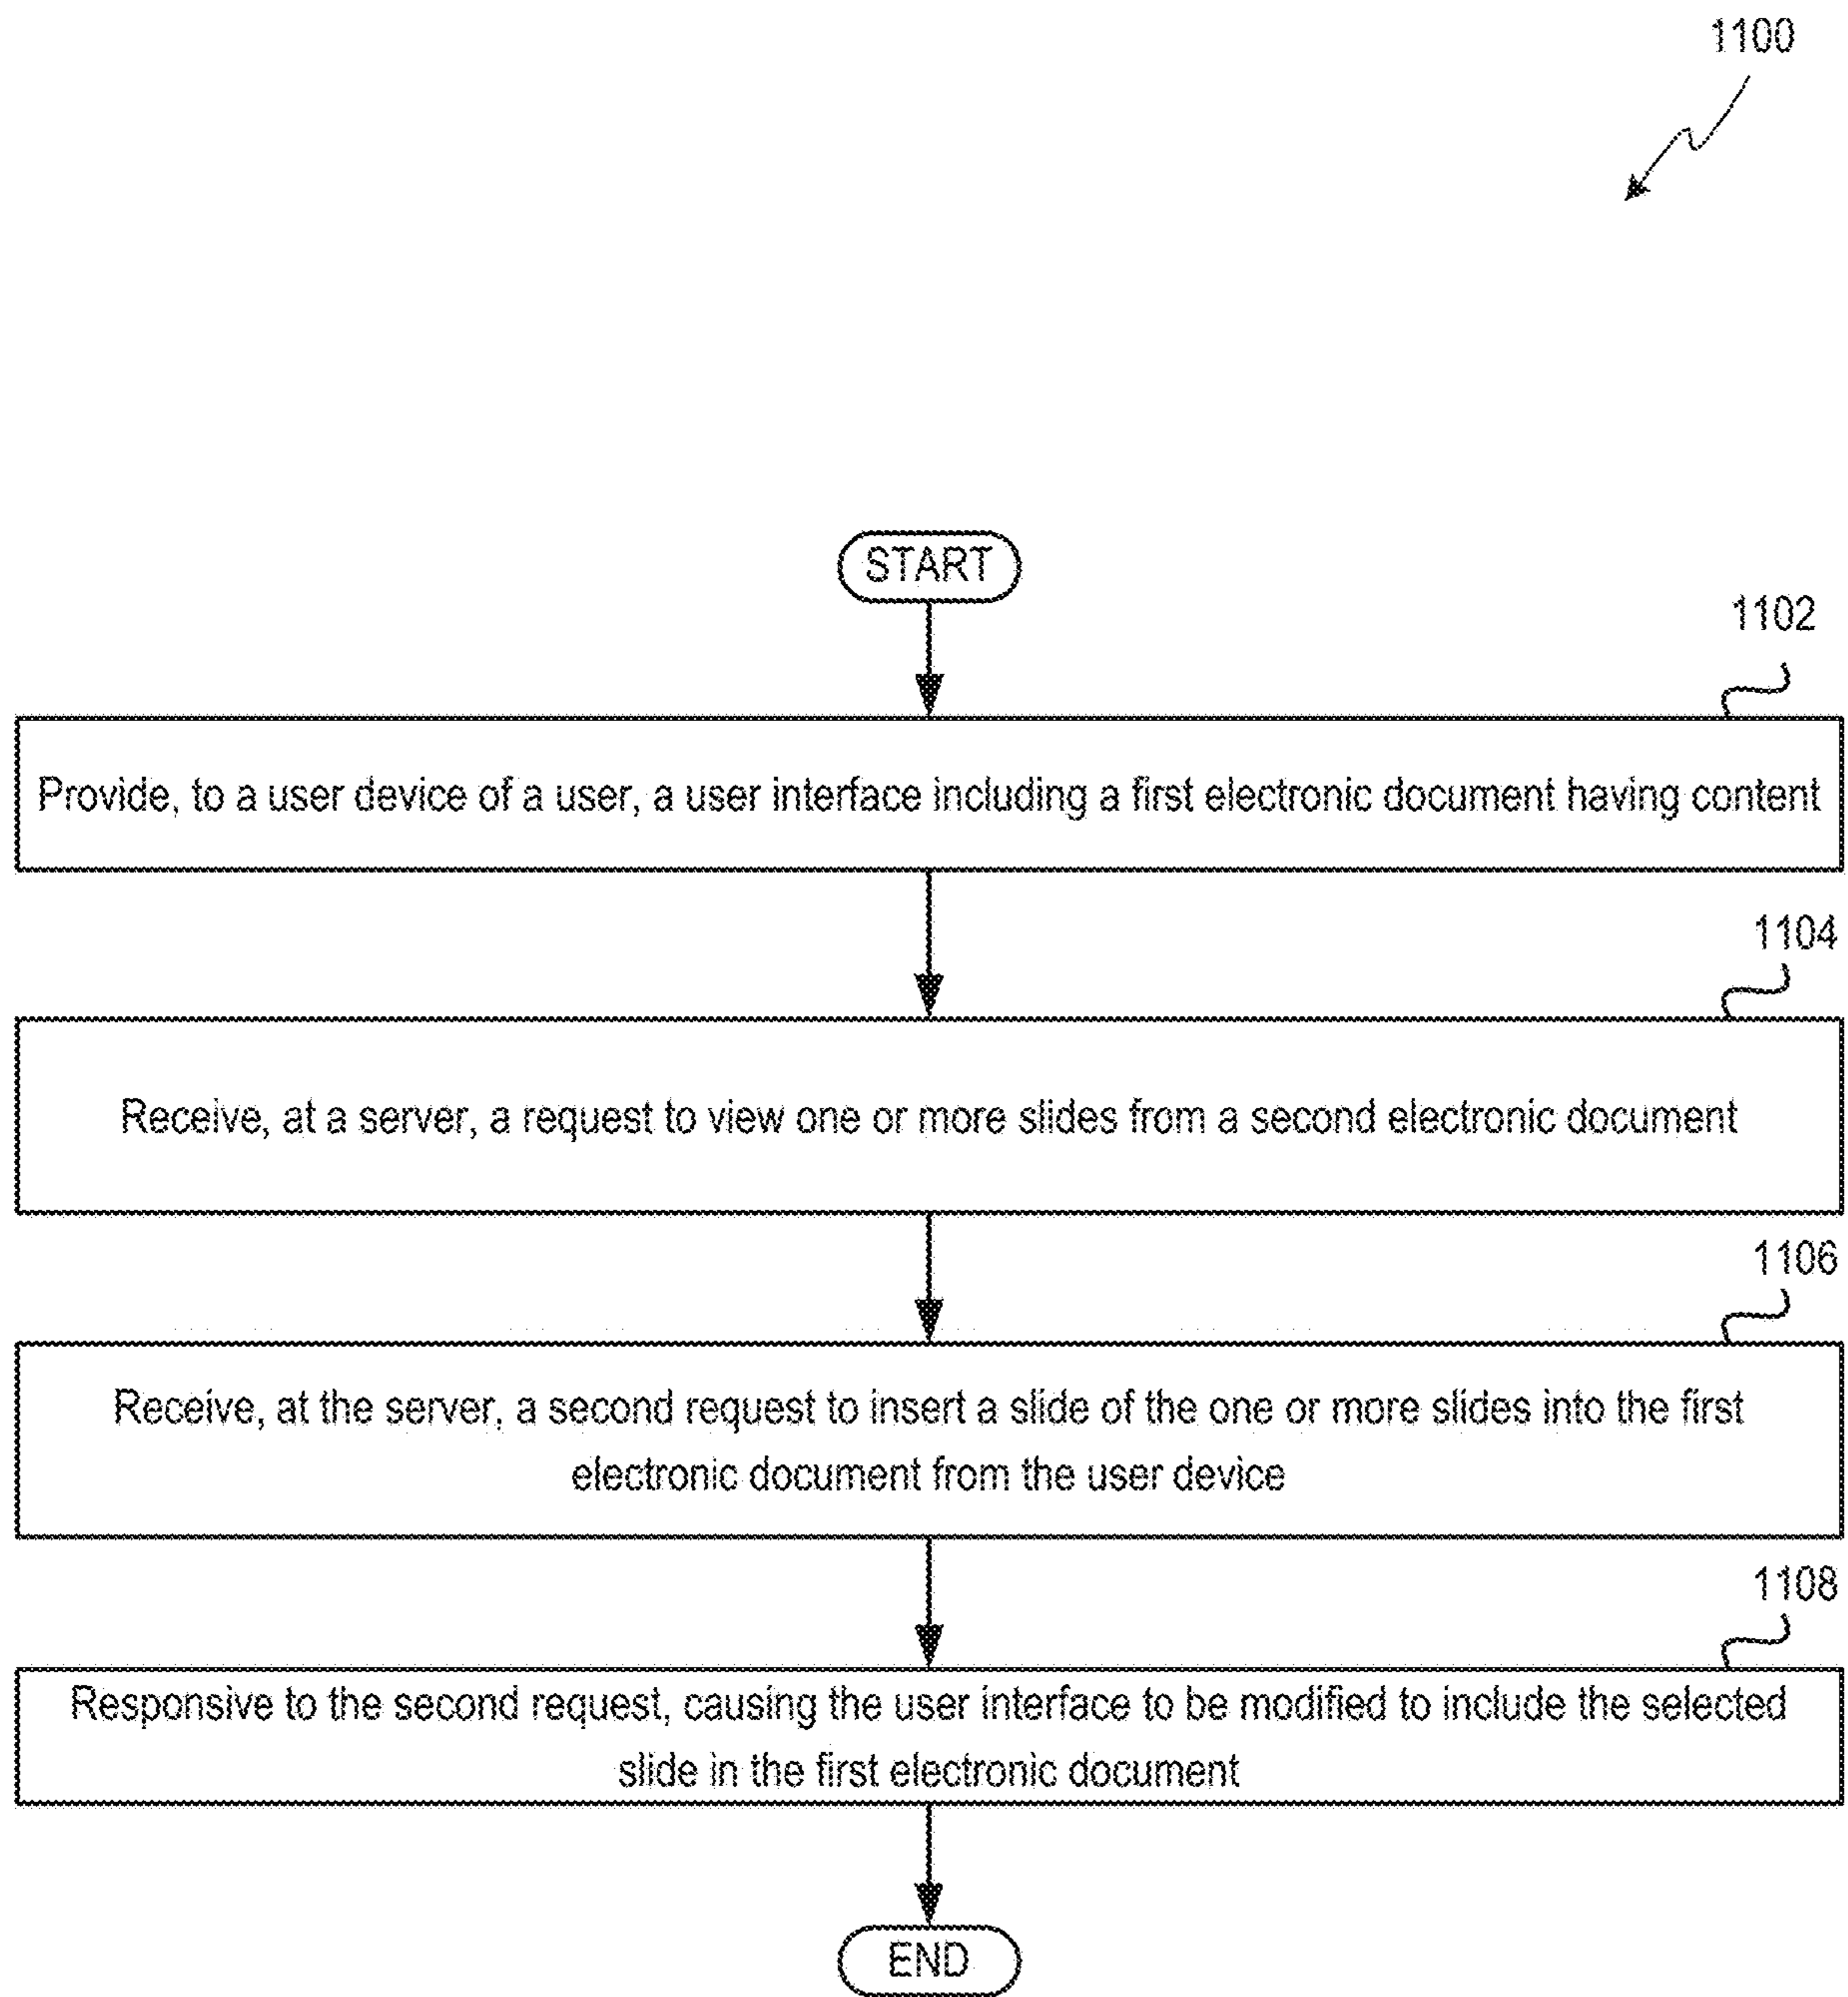 1100
START
1102
Provide, to a user device of a user, a user interface including a first electronic document having content
1104
Receive, at a server, a request to view one or more slides from a second electronic document
1106
Receive, at the server, a second request to insert a slide of the one or more slides into the first
electronic document from the user device
1108
Responsive to the second request, causing the user interface to be modified to include the selected
slide in the first electronic document
END